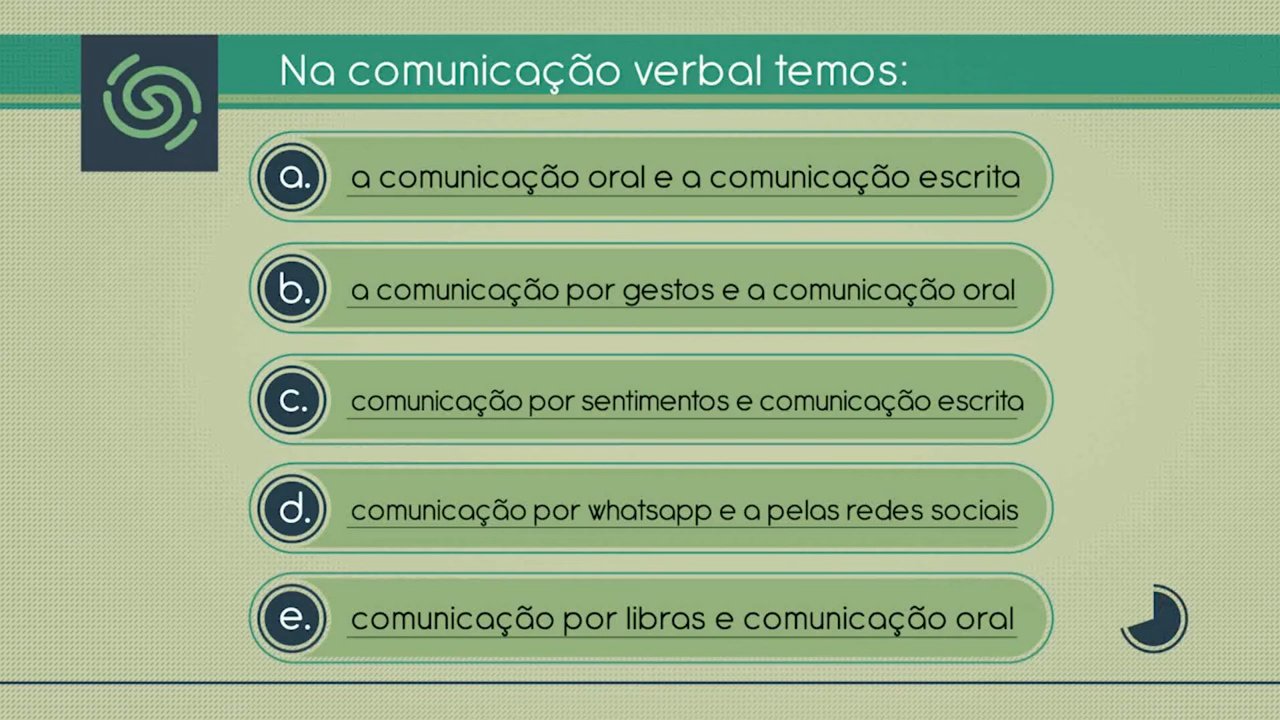 Na comunicação verbal temos:
a. a comunicação oral e a comunicação escrita
b. a comunicação por gestos e a comunicação oral
c. comunicação por sentimentos e comunicação escrita
d. comunicação por whatsapp e a pelas redes sociais
e. comunicação por libras e comunicação oral